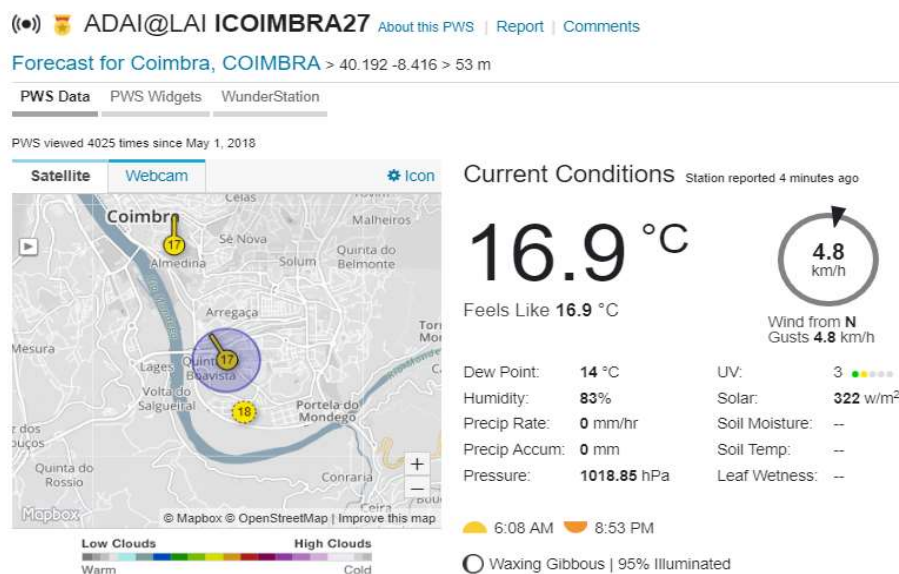 ADAI@LAI ICOIMBRA27 About this PWS | Report | Comments
Forecast for Coimbra, COIMBRA > 40.192 -8.416 > 53 m
PWS Data PWS Widgets WunderStation
PWS viewed 4025 times since May 1, 2018
Satellite Webcam Icon
Coimbra
Celas
Malheiros
17
Sé Nova
Almedina
Solum
Quinta do
Belmonte
Arregaça
Mesura
Lages
17
Volta do
Salgueiral
18
Portela do
Mondego
Quinta do
Rossio
Conraria
Ceira
+
−
Mapbox
© Mapbox © OpenStreetMap | Improve this map
Low Clouds High Clouds
Warm Cold
Current Conditions Station reported 4 minutes ago
16.9 °C
Feels Like 16.9 °C
4.8
km/h
Wind from N
Gusts 4.8 km/h
Dew Point: 14 °C UV: 3
Humidity: 83% Solar: 322 w/m²
Precip Rate: 0 mm/hr Soil Moisture: --
Precip Accum: 0 mm Soil Temp: --
Pressure: 1018.85 hPa Leaf Wetness: --
6:08 AM 8:53 PM
Waxing Gibbous | 95% Illuminated